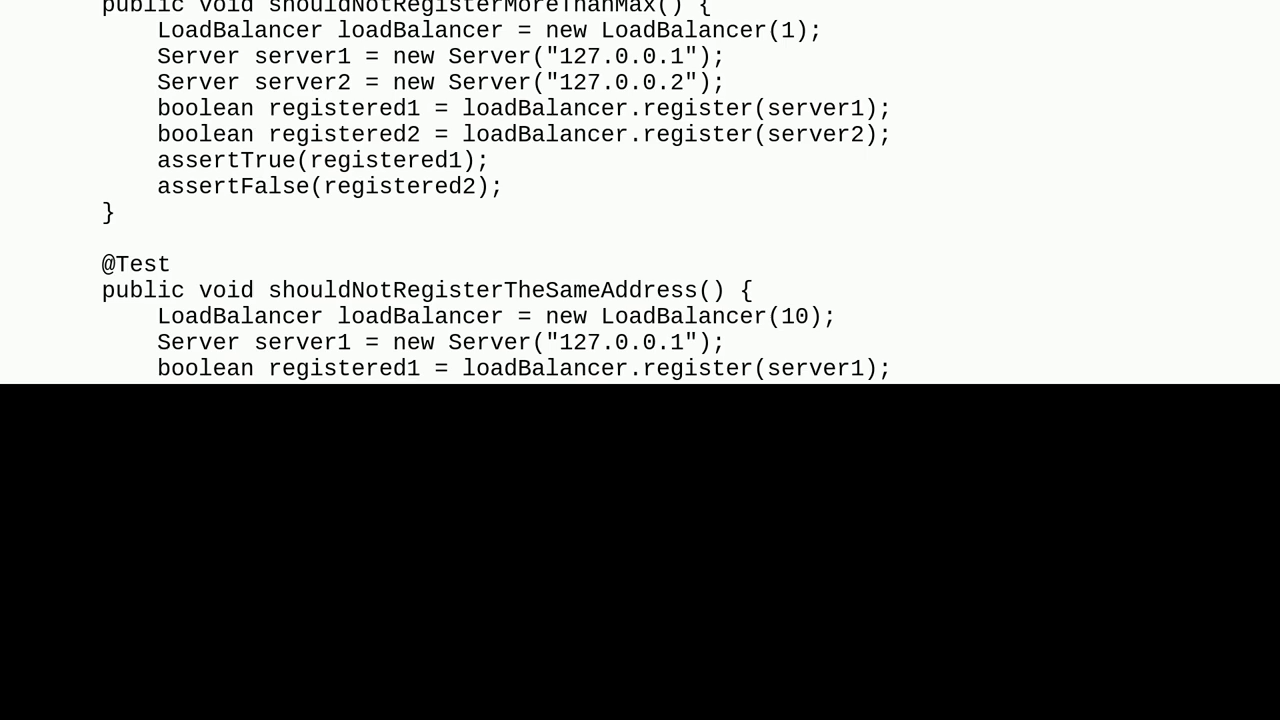 public void shouldNotRegisterMoreThanMax() {
LoadBalancer loadBalancer = new LoadBalancer(1);
Server server1 = new Server("127.0.0.1");
Server server2 = new Server("127.0.0.2");
boolean registered1 = loadBalancer.register(server1);
boolean registered2 = loadBalancer.register(server2);
assertTrue(registered1);
assertFalse(registered2);
}
@Test
public void shouldNotRegisterTheSameAddress() {
LoadBalancer loadBalancer = new LoadBalancer(10);
Server server1 = new Server("127.0.0.1");
boolean registered1 = loadBalancer.register(server1);